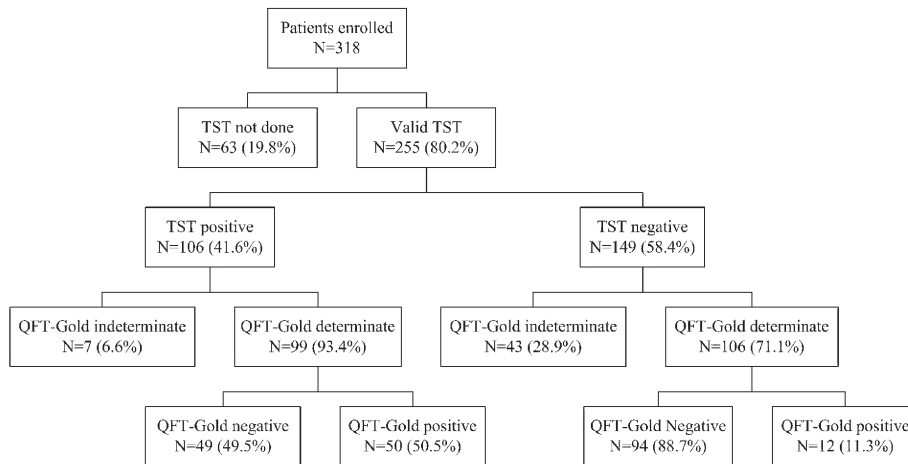 Patients enrolled
N=318
TST not done
N=63 (19.8%)
Valid TST
N=255 (80.2%)
TST positive
N=106 (41.6%)
TST negative
N=149 (58.4%)
QFT-Gold indeterminate
N=7 (6.6%)
QFT-Gold determinate
N=99 (93.4%)
QFT-Gold indeterminate
N=43 (28.9%)
QFT-Gold determinate
N=106 (71.1%)
QFT-Gold negative
N=49 (49.5%)
QFT-Gold positive
N=50 (50.5%)
QFT-Gold Negative
N=94 (88.7%)
QFT-Gold positive
N=12 (11.3%)